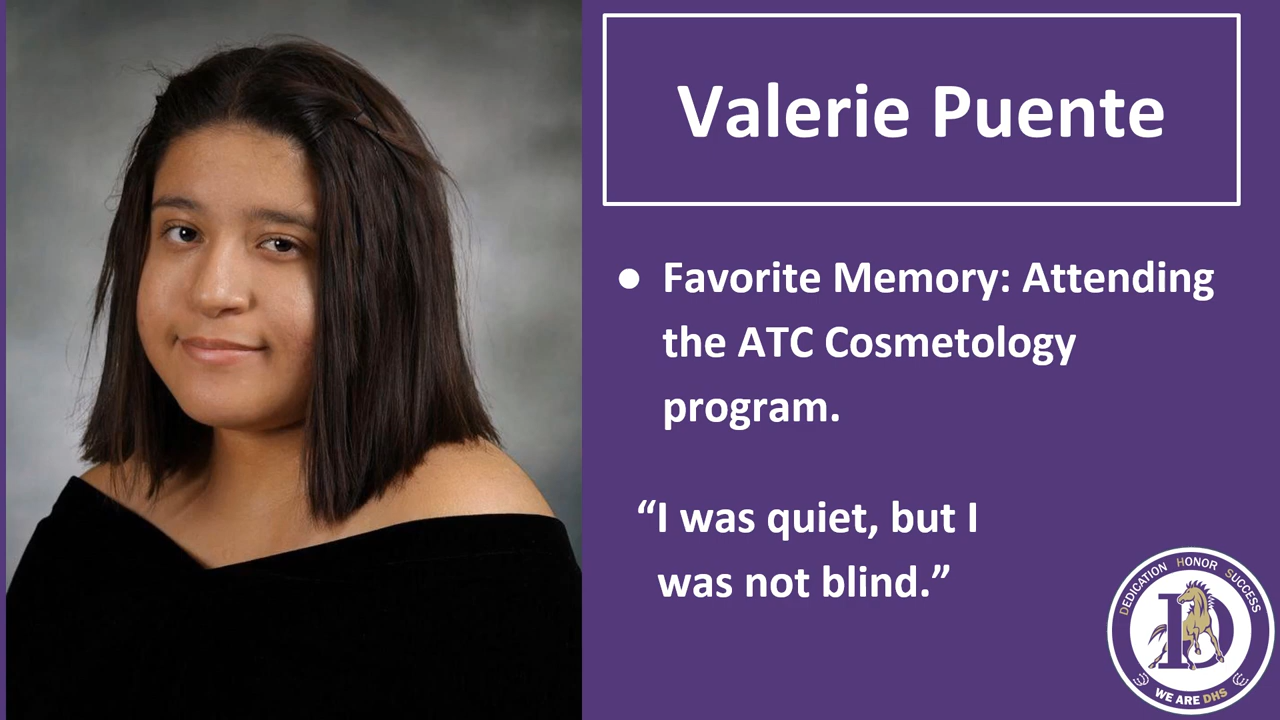 Valerie Puente
● Favorite Memory: Attending
the ATC Cosmetology
program.
“I was quiet, but I
was not blind.”
DEDICATION HONOR SUCCESS
D
WE ARE DHS